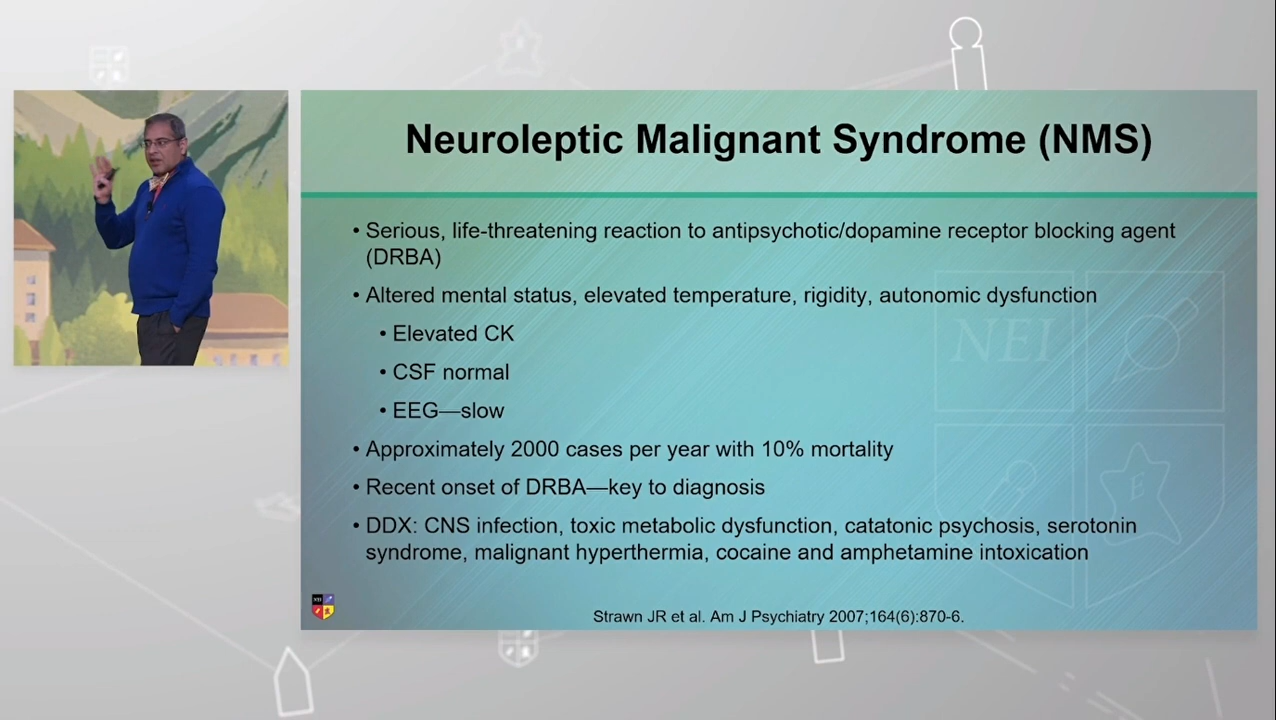 Neuroleptic Malignant Syndrome (NMS)
• Serious, life-threatening reaction to antipsychotic/dopamine receptor blocking agent
(DRBA)
• Altered mental status, elevated temperature, rigidity, autonomic dysfunction
• Elevated CK
• CSF normal
• EEG—slow
• Approximately 2000 cases per year with 10% mortality
• Recent onset of DRBA—key to diagnosis
• DDX: CNS infection, toxic metabolic dysfunction, catatonic psychosis, serotonin
syndrome, malignant hyperthermia, cocaine and amphetamine intoxication
NEI
E
NEI
Strawn JR et al. Am J Psychiatry 2007;164(6):870-6.